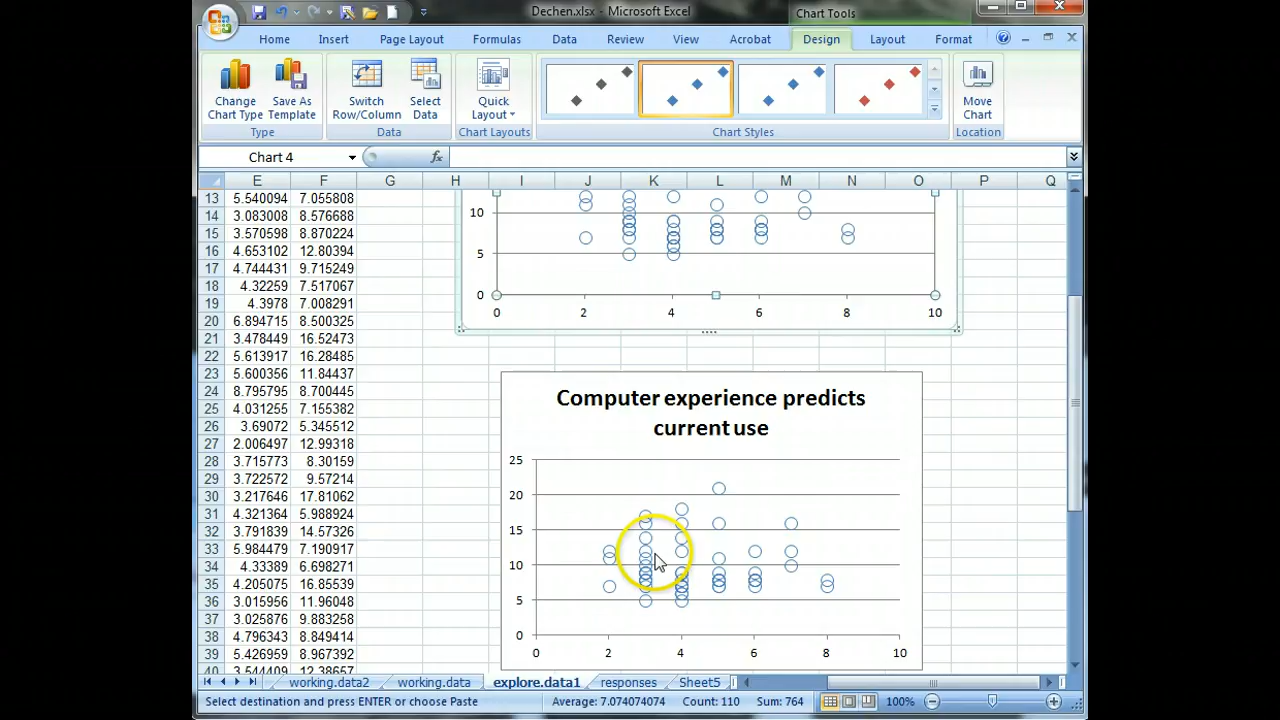 Dechen.xlsx - Microsoft Excel
Chart Tools
Home Insert Page Layout Formulas Data Review View Acrobat Design Layout Format
Change Chart Type
Save As Template
Switch Row/Column
Select Data
Quick Layout
Move Chart
Type Data Chart Layouts Chart Styles Location
Chart 4 fx
E F G H I J K L M N O P Q
13 5.540094 7.055808
14 3.083008 8.576688
15 3.570598 8.870224
16 4.653102 12.80394
17 4.744431 9.715249
18 4.32259 7.517067
19 4.3978 7.008291
20 6.894715 8.500325
21 3.478449 16.52473
22 5.613917 16.28485
23 5.600356 11.84437
24 8.795795 8.700445
25 4.031255 7.155382
26 3.69072 5.345512
27 2.006497 12.99318
28 3.715773 8.30159
29 3.722572 9.57214
30 3.217646 17.81062
31 4.321364 5.988924
32 3.791839 14.57326
33 5.984479 7.190917
34 4.33389 6.698271
35 4.205075 16.85539
36 3.015956 11.96048
37 3.025876 9.883258
38 4.796343 8.849414
39 5.426959 8.967392
40 3.544409 12.38657
10
5
0
0 2 4 6 8 10
Computer experience predicts
current use
25
20
15
10
5
0
0 2 4 6 8 10
working.data2 working.data explore.data1 responses Sheet5
Select destination and press ENTER or choose Paste Average: 7.074074074 Count: 110 Sum: 764 100%